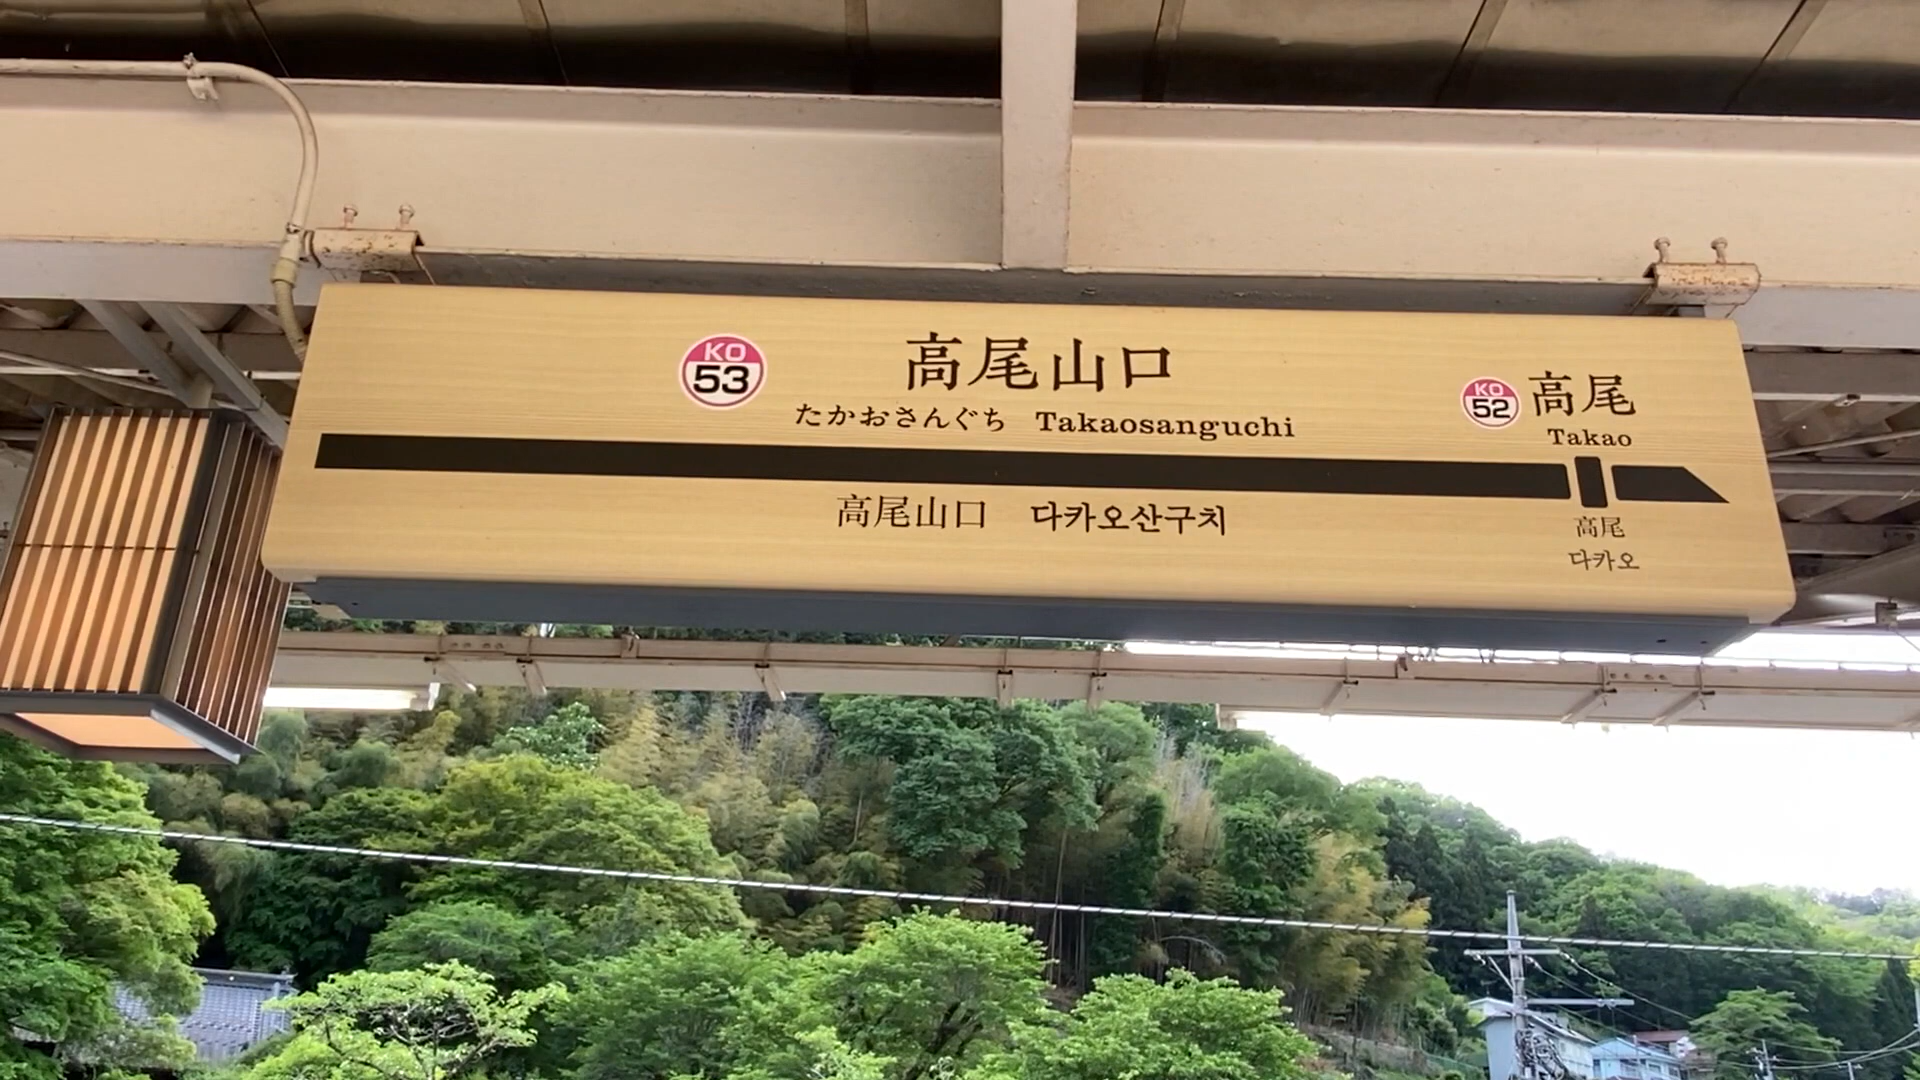 KO
53
高尾山口
たかおさんぐち Takaosanguchi
高尾山口 다카오산구치
KO
52
高尾
Takao
高尾
다카오